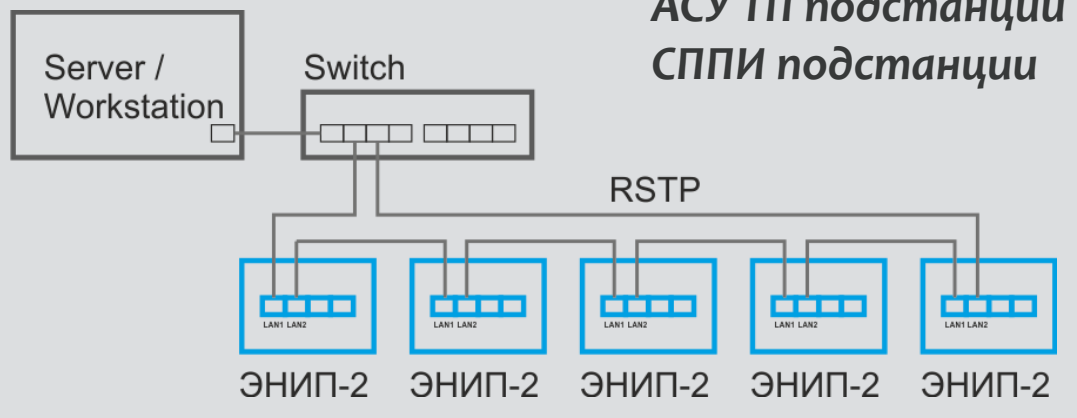 АСУ ТП подстанции
СППИ подстанции
Server /
Workstation
Switch
RSTP
LAN1 LAN2
LAN1 LAN2
LAN1 LAN2
LAN1 LAN2
LAN1 LAN2
ЭНИП-2
ЭНИП-2
ЭНИП-2
ЭНИП-2
ЭНИП-2